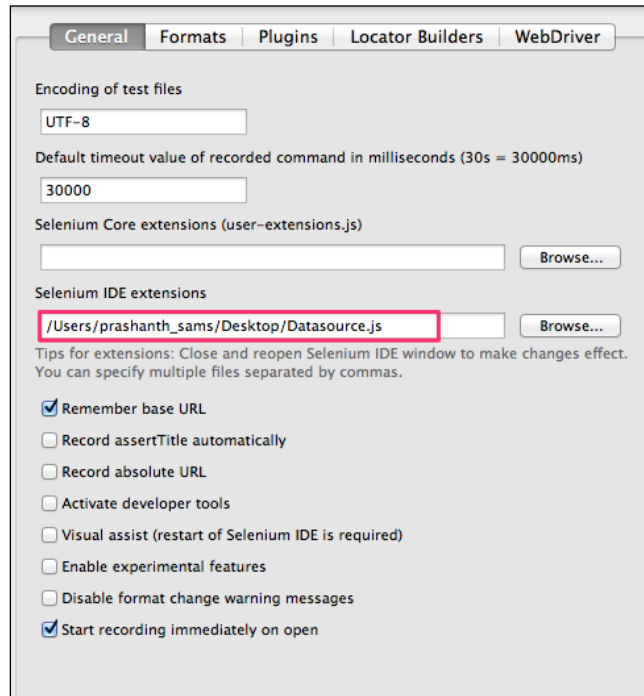 General Formats Plugins Locator Builders WebDriver
Encoding of test files
UTF-8
Default timeout value of recorded command in milliseconds (30s = 30000ms)
30000
Selenium Core extensions (user-extensions.js)
Browse...
Selenium IDE extensions
/Users/prashanth_sams/Desktop/Datasource.js Browse...
Tips for extensions: Close and reopen Selenium IDE window to make changes effect.
You can specify multiple files separated by commas.
Remember base URL
Record assertTitle automatically
Record absolute URL
Activate developer tools
Visual assist (restart of Selenium IDE is required)
Enable experimental features
Disable format change warning messages
Start recording immediately on open